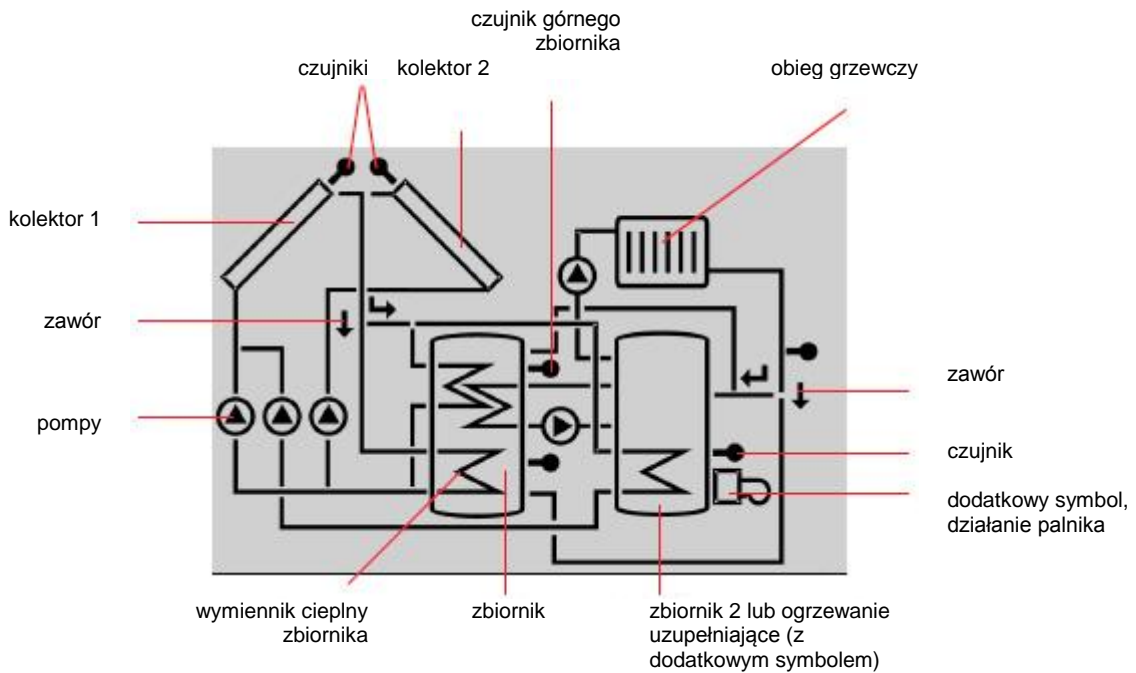 czujnik górnego
zbiornika
czujniki
kolektor 2
obieg grzewczy
kolektor 1
zawór
zawór
pompy
czujnik
dodatkowy symbol,
działanie palnika
wymiennik cieplny
zbiornika
zbiornik
zbiornik 2 lub ogrzewanie
uzupełniające (z
dodatkowym symbolem)